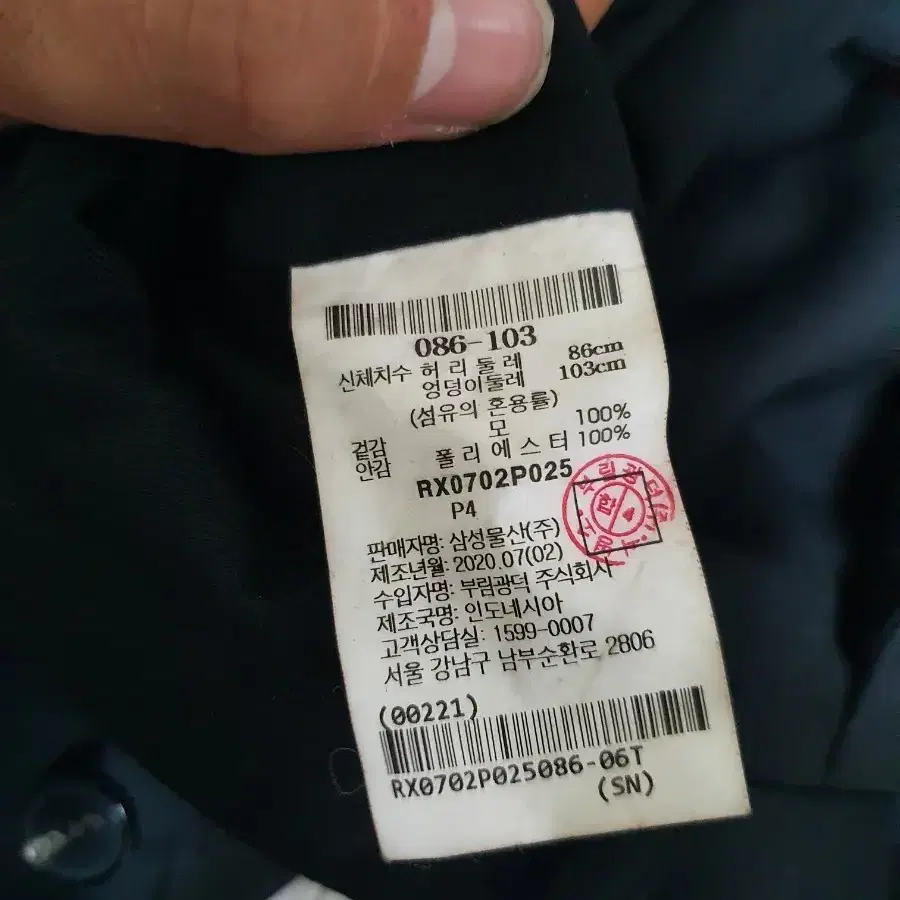 086-103
신체치수 허 리 둘 레 86cm
엉덩이둘레 103cm
(섬유의 혼용률)
겉감 모 100%
안감 폴 리 에 스 터 100%
RX0702P025
P4
판매자명: 삼성물산(주)
제조년월: 2020.07(02)
수입자명: 부림광덕 주식회사
제조국명: 인도네시아
고객상담실: 1599-0007
서울 강남구 남부순환로 2806
(00221)
RX0702P025086-06T
(SN)
합
4